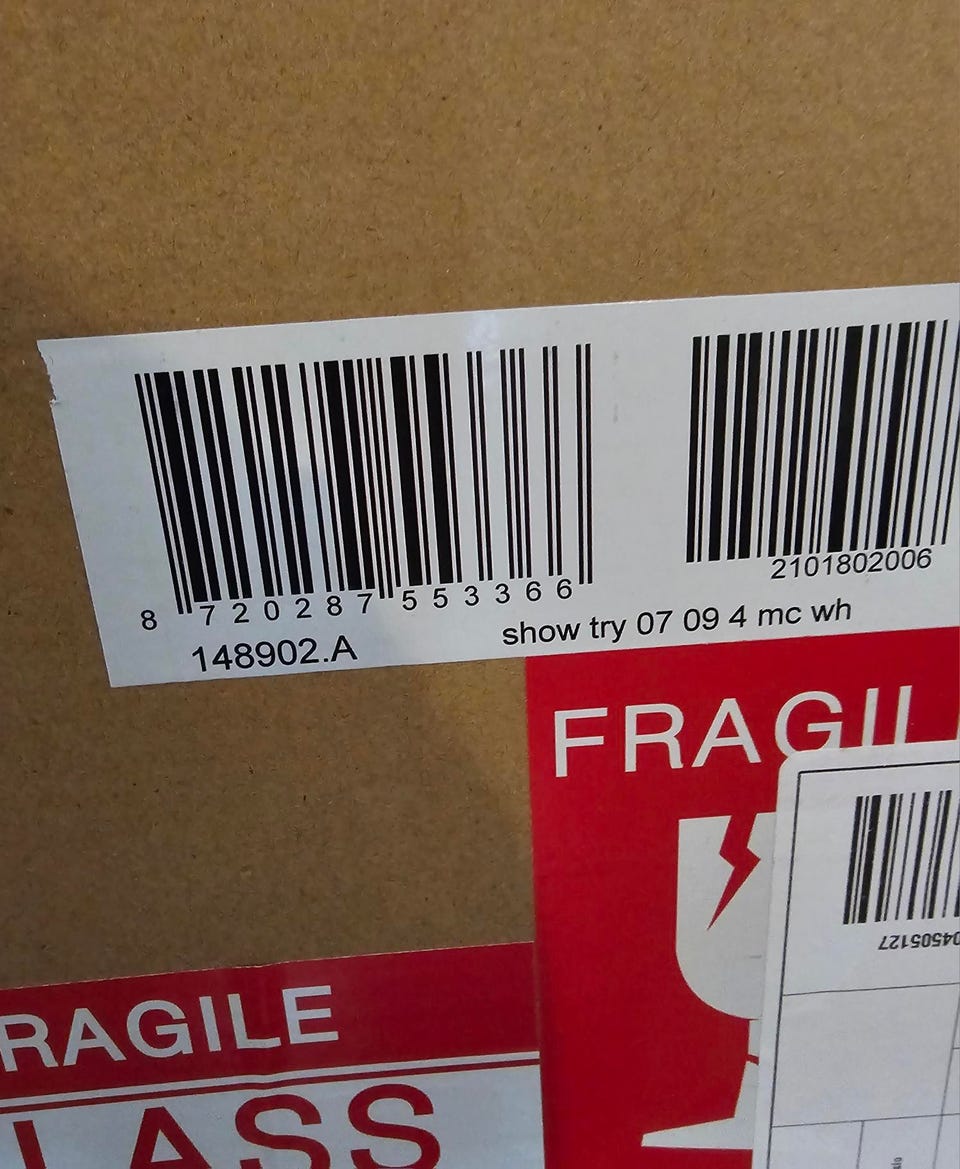 8 720287 553366
2101802006
148902.A
show try 07 09 4 mc wh
FRAGIL
04505127
RAGILE
LASS